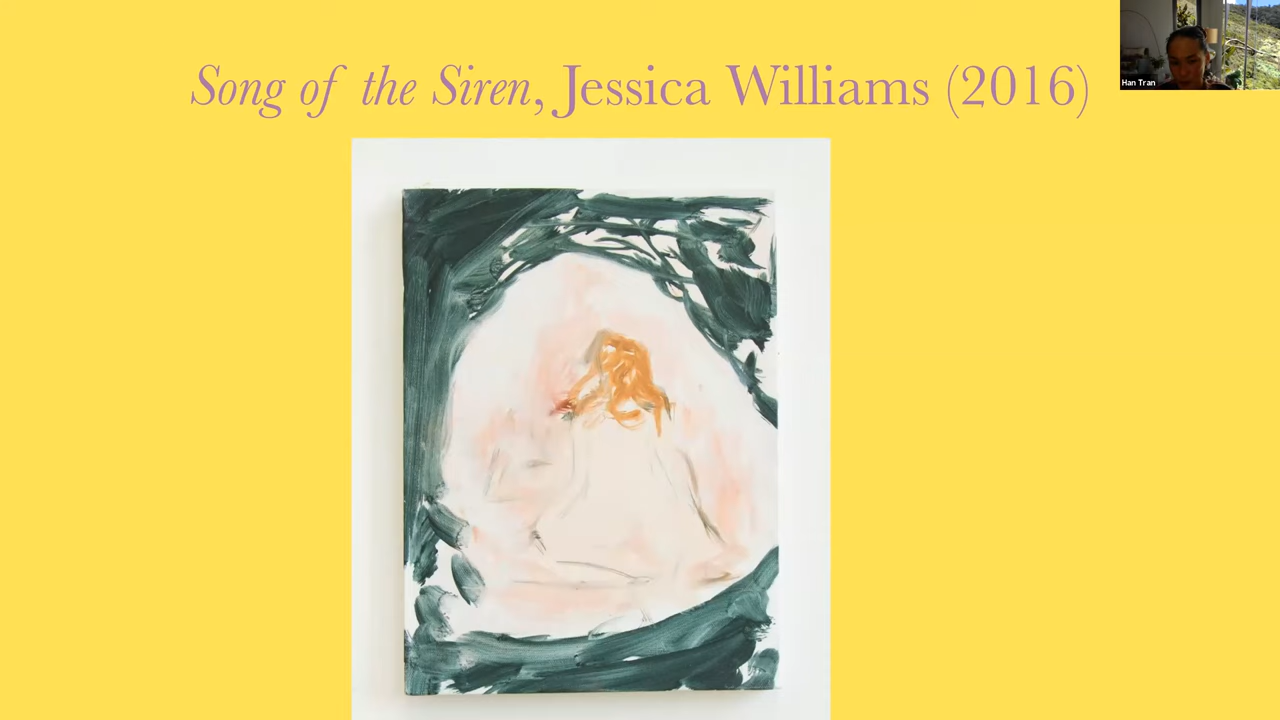 Song of the Siren, Jessica Williams (2016)
Han Tran